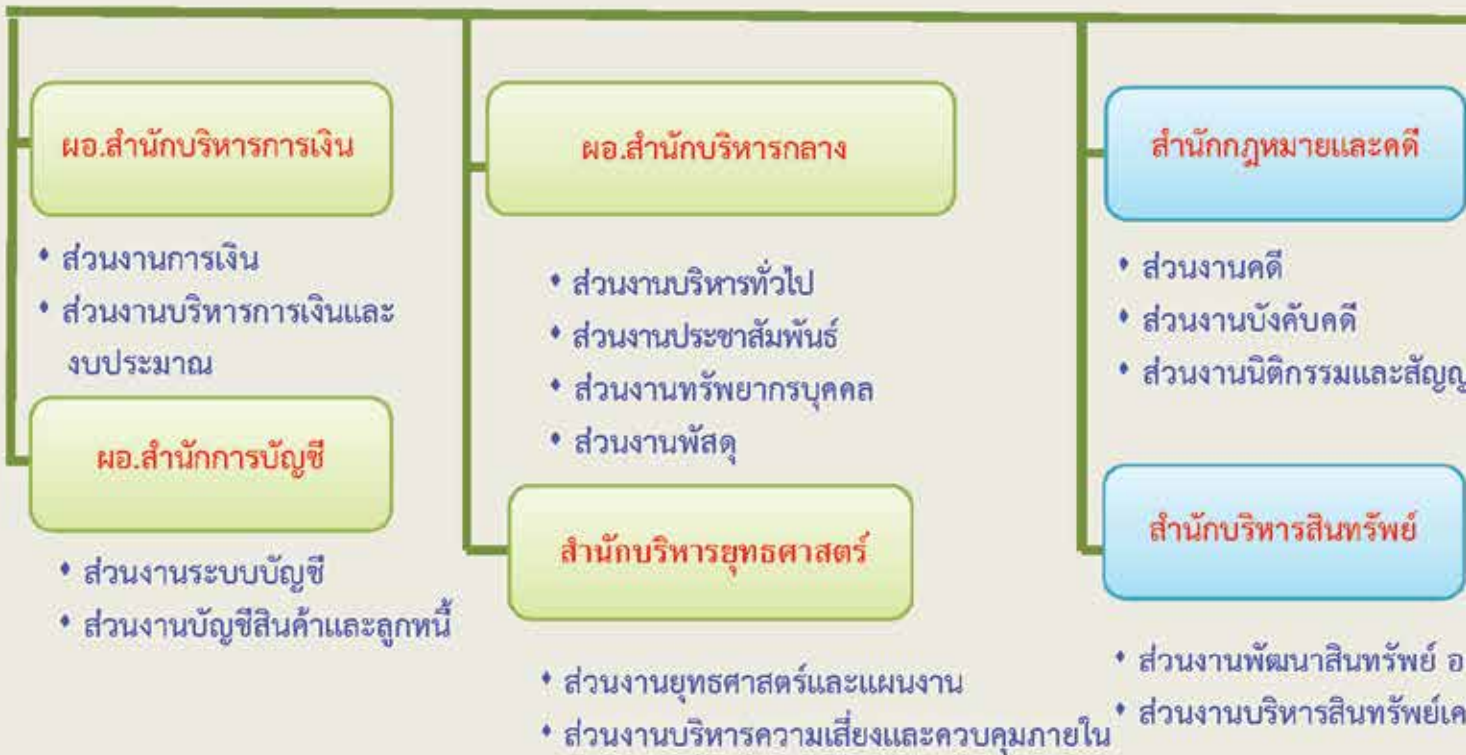 ผอ.สำนักบริหารการเงิน
• ส่วนงานการเงิน
• ส่วนงานบริหารการเงินและ
งบประมาณ
ผอ.สำนักการบัญชี
• ส่วนงานระบบบัญชี
• ส่วนงานบัญชีสินค้าและลูกหนี้
ผอ.สำนักบริหารกลาง
• ส่วนงานบริหารทั่วไป
• ส่วนงานประชาสัมพันธ์
• ส่วนงานทรัพยากรบุคคล
• ส่วนงานพัสดุ
สำนักบริหารยุทธศาสตร์
• ส่วนงานยุทธศาสตร์และแผนงาน
• ส่วนงานบริหารความเสี่ยงและควบคุมภายใน
สำนักกฎหมายและคดี
• ส่วนงานคดี
• ส่วนงานบังคับคดี
• ส่วนงานนิติกรรมและสัญญ
สำนักบริหารสินทรัพย์
• ส่วนงานพัฒนาสินทรัพย์ อ
• ส่วนงานบริหารสินทรัพย์เค